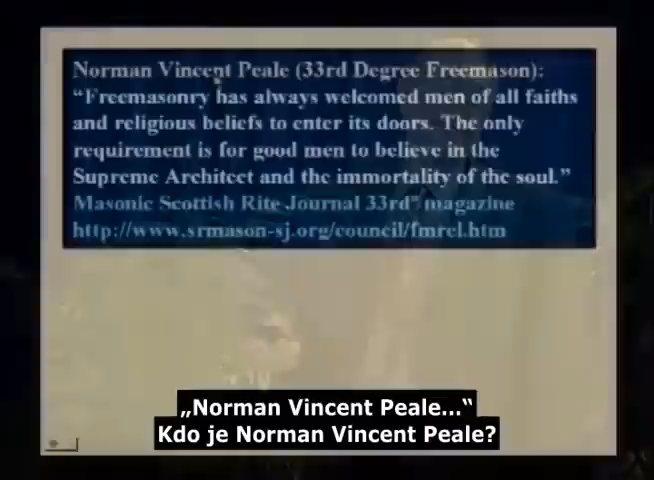 Norman Vincent Peale (33rd Degree Freemason):
“Freemasonry has always welcomed men of all faiths
and religious beliefs to enter its doors. The only
requirement is for good men to believe in the
Supreme Architect and the immortality of the soul.”
Masonic Scottish Rite Journal 33rd" magazine
http://www.srmason-sj.org/council/fmrel.htm
„Norman Vincent Peale...“
Kdo je Norman Vincent Peale?